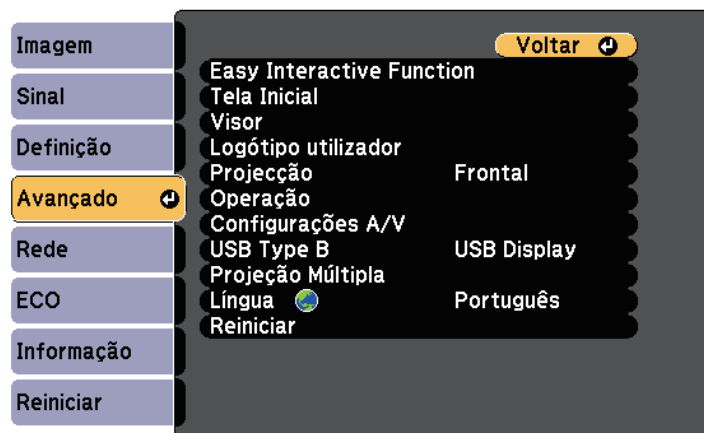 Imagem
Sinal
Definição
Avançado
Rede
ECO
Informação
Reiniciar
Voltar
Easy Interactive Function
Tela Inicial
Visor
Logótipo utilizador
Projecção Frontal
Operação
Configurações A/V
USB Type B USB Display
Projeção Múltipla
Língua Português
Reiniciar